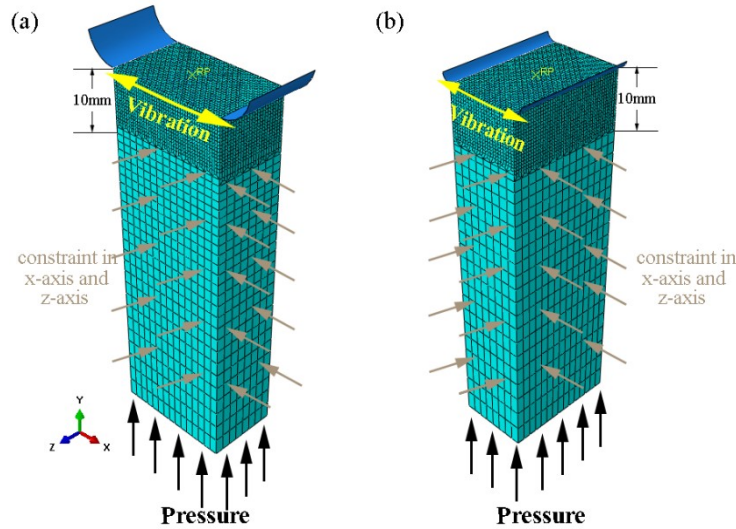 (a)
(b)
RP
RP
10mm
10mm
Vibration
Vibration
constraint in
x-axis and
z-axis
constraint in
x-axis and
z-axis
Y
Z
X
Pressure
Pressure